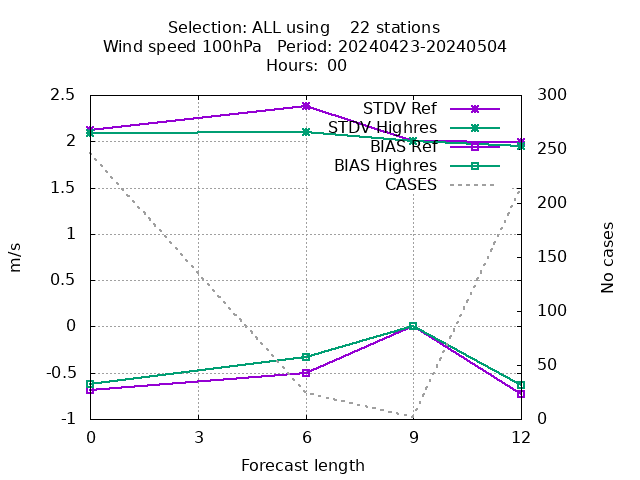 Selection: ALL using    22 stations
Wind speed 100hPa   Period: 20240423-20240504
Hours:  00
2.5
2
1.5
1
0.5
0
-0.5
-1
300
250
200
150
100
50
0
STDV Ref
STDV Highres
BIAS Ref
BIAS Highres
CASES
m/s
No cases
0
3
6
9
12
Forecast length